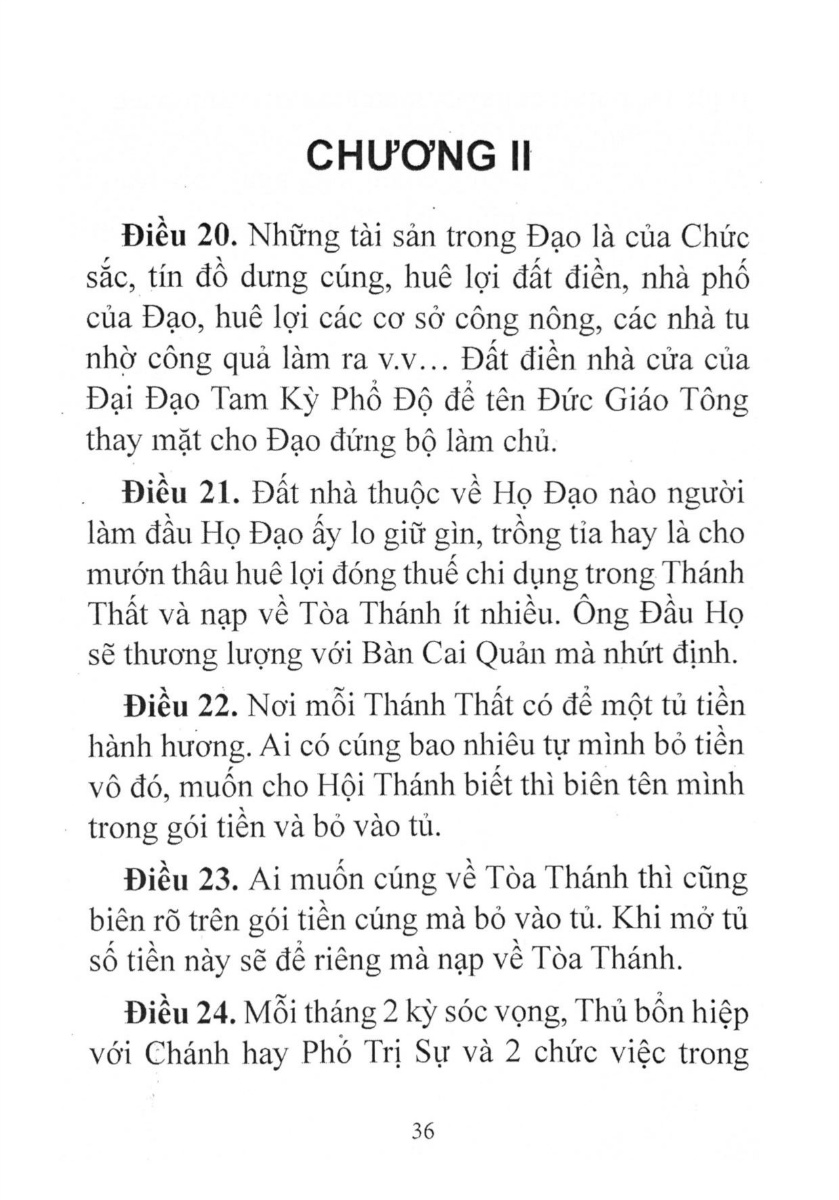 CHƯƠNG II
Điều 20. Những tài sản trong Đạo là của Chức
sắc, tín đồ dưng cúng, huê lợi đất điền, nhà phố
của Đạo, huê lợi các cơ sở công nông, các nhà tu
nhờ công quả làm ra v.v... Đất điền nhà cửa của
Đại Đạo Tam Kỳ Phổ Độ để tên Đức Giáo Tông
thay mặt cho Đạo đứng bộ làm chủ.
Điều 21. Đất nhà thuộc về Họ Đạo nào người
làm đầu Họ Đạo ấy lo giữ gìn, trồng tỉa hay là cho
mướn thâu huê lợi đóng thuế chi dụng trong Thánh
Thất và nạp về Tòa Thánh ít nhiều. Ông Đầu Họ
sẽ thương lượng với Bàn Cai Quản mà nhứt định.
Điều 22. Nơi mỗi Thánh Thất có để một tủ tiền
hành hương. Ai có cúng bao nhiêu tự mình bỏ tiền
vô đó, muốn cho Hội Thánh biết thì biên tên mình
trong gói tiền và bỏ vào tủ.
Điều 23. Ai muốn cúng về Tòa Thánh thì cũng
biên rõ trên gói tiền cúng mà bỏ vào tủ. Khi mở tủ
số tiền này sẽ để riêng mà nạp về Tòa Thánh.
Điều 24. Mỗi tháng 2 kỳ sóc vọng, Thủ bổn hiệp
với Chánh hay Phó Trị Sự và 2 chức việc trong
36